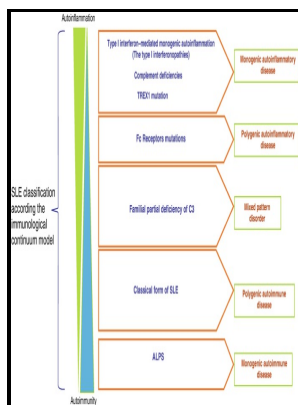 Autoinflammation
Type I interferon-mediated monogenic autoinflammation
(The type I interferonopathies)
Complement deficiencies
TREX1 mutation
Monogenic autoinflammatory
disease
Fc Receptors mutations
Polygenic autoinflammatory
disease
SLE classification
according the
immunological
continuum model
Familial partial deficiency of C3
Mixed pattern
disorder
Classical form of SLE
Polygenic autoimmune
disease
ALPS
Monogenic autoimmune
disease
Autoimmunity